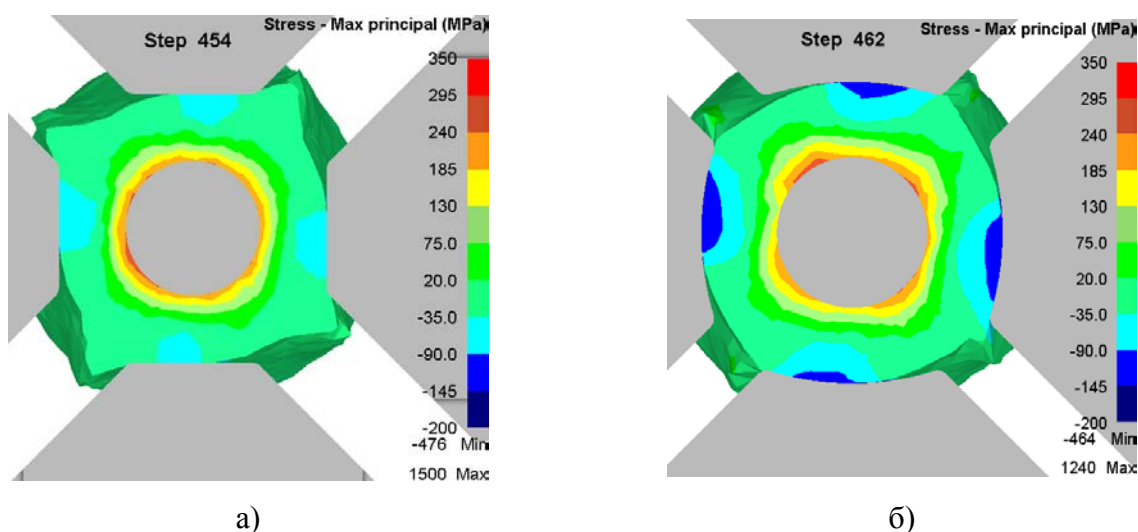 Stress - Max principal (MPa)
Step 454
350
295
240
185
130
75.0
20.0
-35.0
-90.0
-145
-200
-476 Min
1500 Max
а)
Stress - Max principal (MPa)
Step 462
350
295
240
185
130
75.0
20.0
-35.0
-90.0
-145
-200
-464 Min
1240 Max
б)